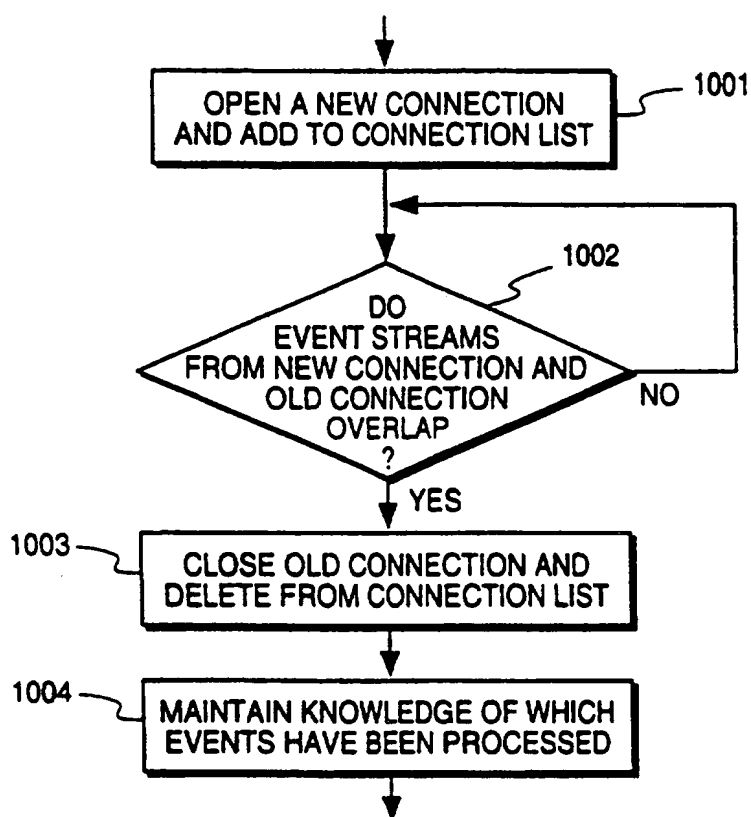 OPEN A NEW CONNECTION
AND ADD TO CONNECTION LIST
1001
1002
DO
EVENT STREAMS
FROM NEW CONNECTION AND
OLD CONNECTION
OVERLAP
?
NO
YES
1003
CLOSE OLD CONNECTION AND
DELETE FROM CONNECTION LIST
1004
MAINTAIN KNOWLEDGE OF WHICH
EVENTS HAVE BEEN PROCESSED